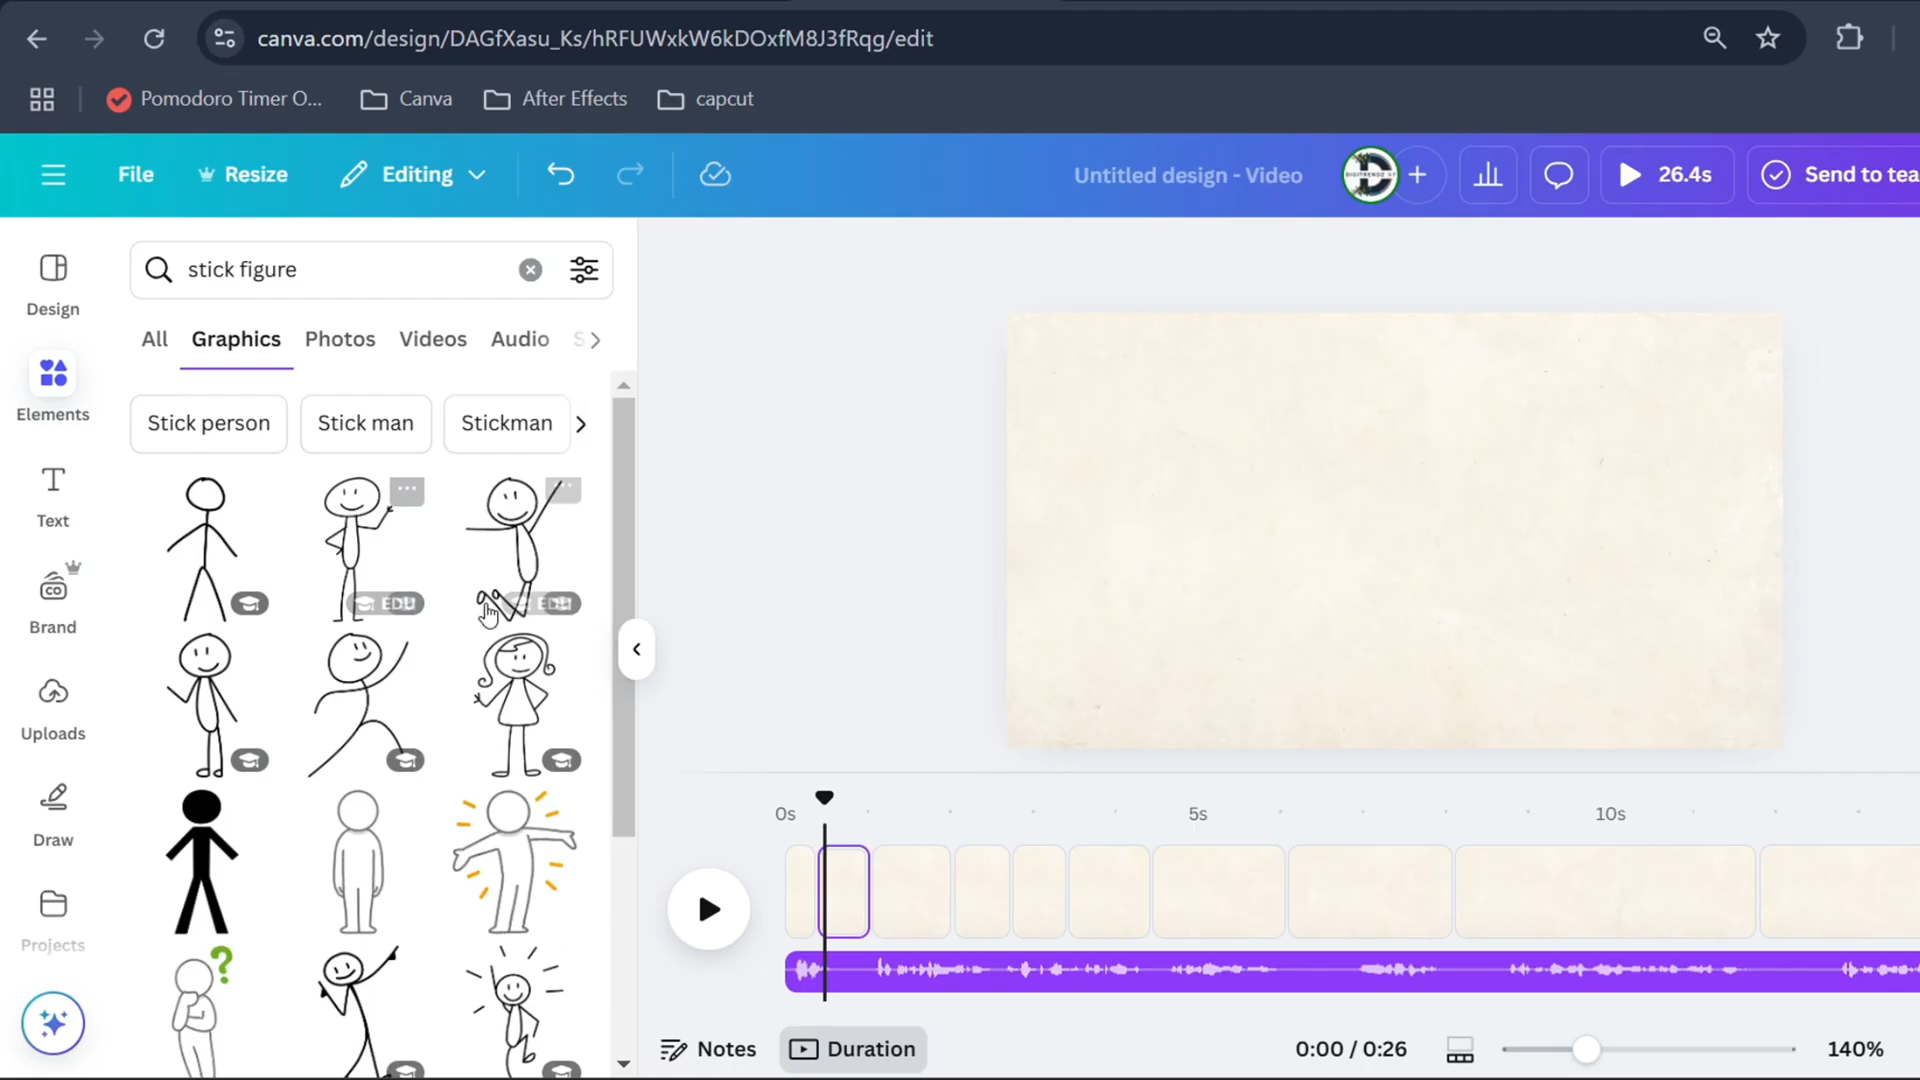 canva.com/design/DAGfXasu_Ks/hRFUWxkW6kDOxfM8J3fRqg/edit
Pomodoro Timer O...
Canva
After Effects
capcut
File
Resize
Editing
Untitled design - Video
26.4s
Send to tea
Design
Elements
Text
Brand
Uploads
Draw
Projects
stick figure
All
Graphics
Photos
Videos
Audio
S
Stick person
Stick man
Stickman
EDU
EDU
?
0s
5s
10s
Notes
Duration
0:00 / 0:26
140%